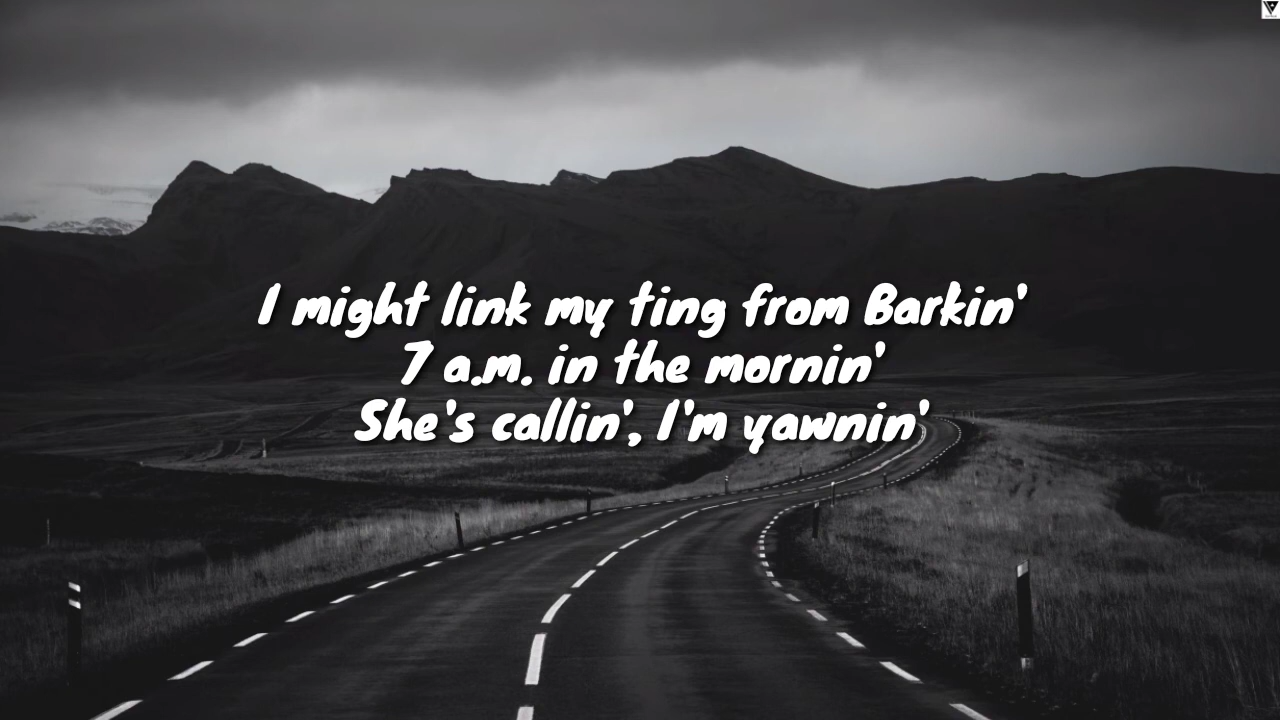 I might link my ting from Barkin'
7 a.m. in the mornin'
She's callin', I'm yawnin'